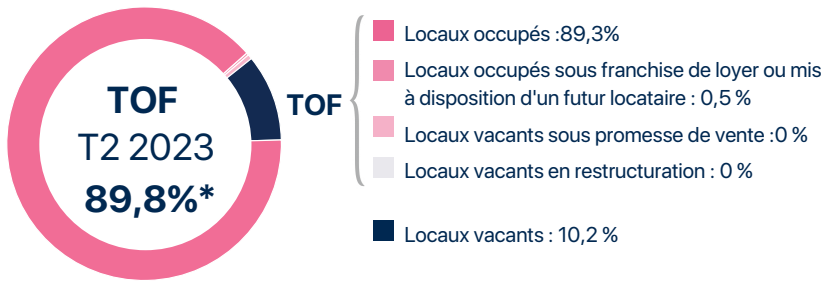 TOF
T2 2023
89,8%*
TOF
Locaux occupés :89,3%
Locaux occupés sous franchise de loyer ou mis
à disposition d'un futur locataire : 0,5 %
Locaux vacants sous promesse de vente :0 %
Locaux vacants en restructuration : 0 %
Locaux vacants : 10,2 %